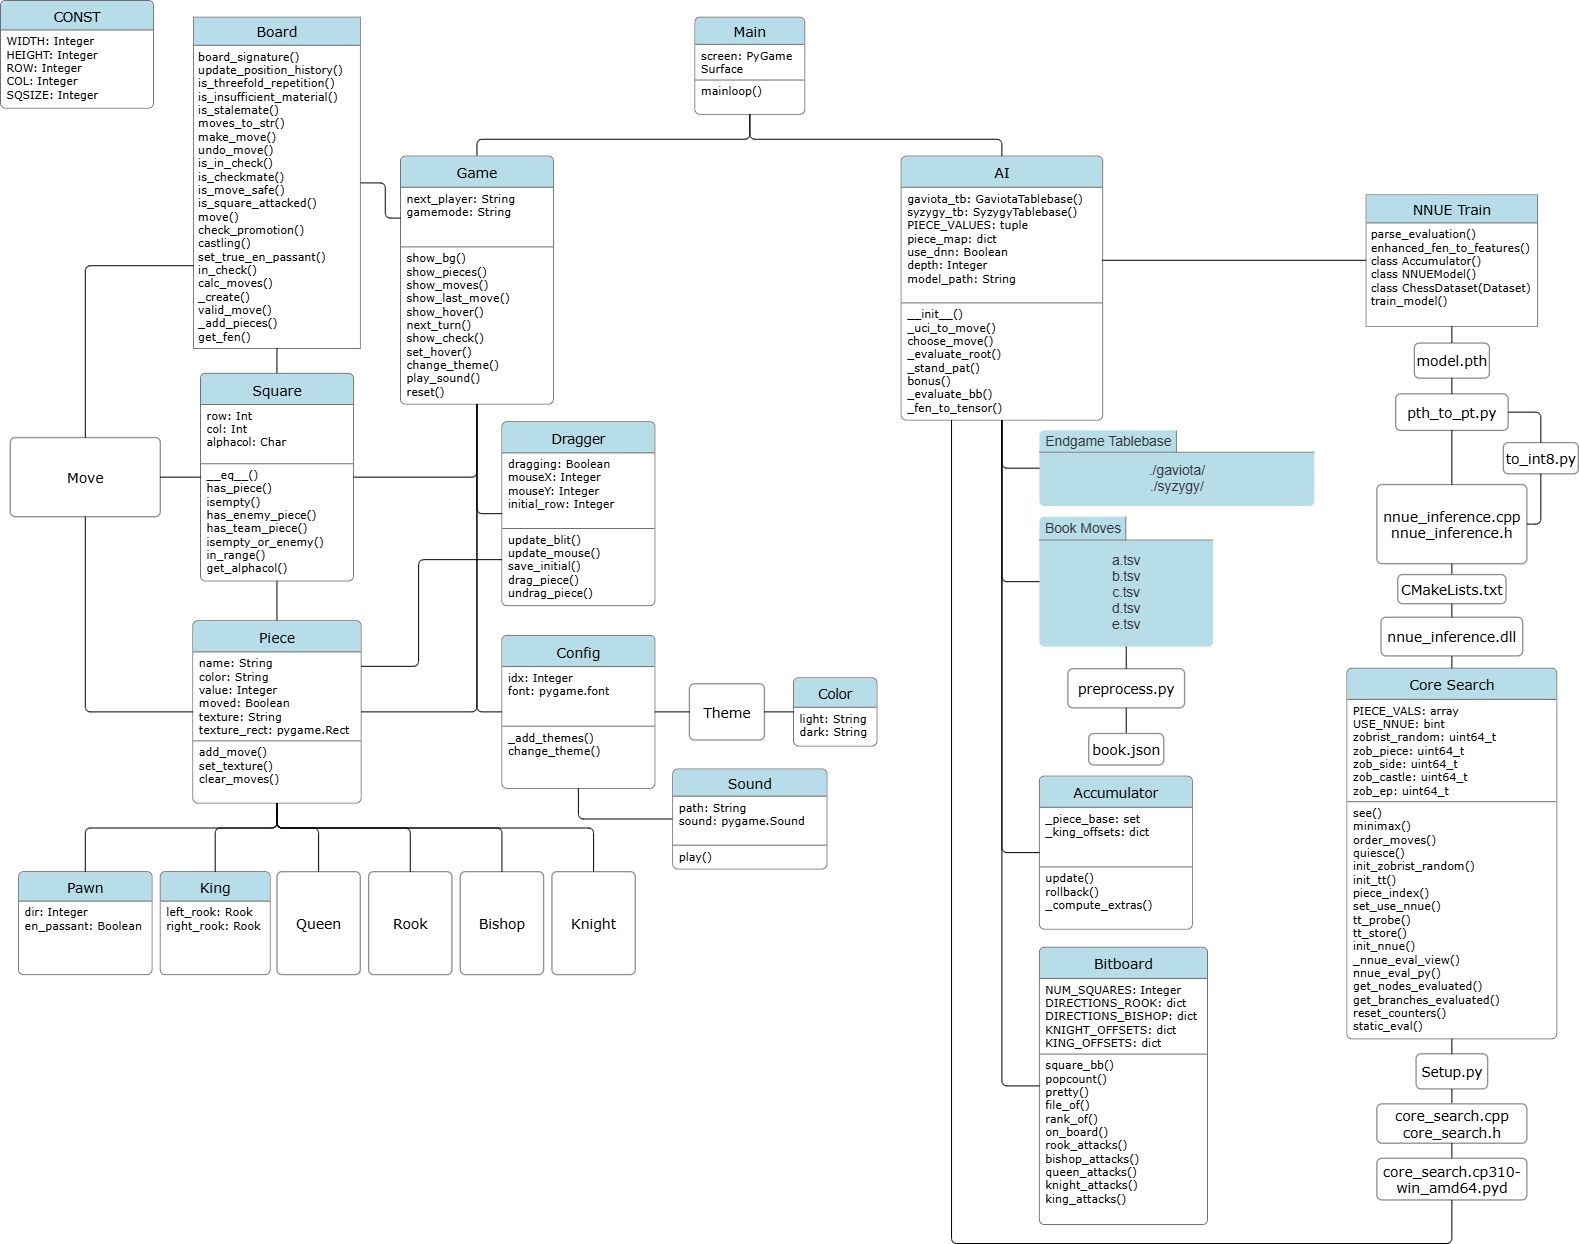 CONST
WIDTH: Integer
HEIGHT: Integer
ROW: Integer
COL: Integer
SQSIZE: Integer
Board
board_signature()
update_position_history()
is_threefold_repetition()
is_insufficient_material()
is_stalemate()
moves_to_str()
make_move()
undo_move()
is_in_check()
is_checkmate()
is_move_safe()
is_square_attacked()
move()
check_promotion()
castling()
set_true_en_passant()
in_check()
calc_moves()
_create()
valid_move()
_add_pieces()
get_fen()
Main
screen: PyGame
Surface
mainloop()
Game
next_player: String
gamemode: String
show_bg()
show_pieces()
show_moves()
show_last_move()
show_hover()
next_turn()
show_check()
set_hover()
change_theme()
play_sound()
reset()
AI
gaviota_tb: GaviotaTablebase()
syzygy_tb: SyzygyTablebase()
PIECE_VALUES: tuple
piece_map: dict
use_dnn: Boolean
depth: Integer
model_path: String
__init__()
_uci_to_move()
choose_move()
_evaluate_root()
_stand_pat()
bonus()
_evaluate_bb()
_fen_to_tensor()
NNUE Train
parse_evaluation()
enhanced_fen_to_features()
class Accumulator()
class NNUEModel()
class ChessDataset(Dataset)
train_model()
model.pth
pth_to_pt.py
to_int8.py
nnue_inference.cpp
nnue_inference.h
CMakeLists.txt
nnue_inference.dll
Square
row: Int
col: Int
alphacol: Char
__eq__()
has_piece()
isempty()
has_enemy_piece()
has_team_piece()
isempty_or_enemy()
in_range()
get_alphacol()
Move
Dragger
dragging: Boolean
mouseX: Integer
mouseY: Integer
initial_row: Integer
update_blit()
update_mouse()
save_initial()
drag_piece()
undrag_piece()
Endgame Tablebase
./gaviota/
./syzygy/
Book Moves
a.tsv
b.tsv
c.tsv
d.tsv
e.tsv
preprocess.py
book.json
Piece
name: String
color: String
value: Integer
moved: Boolean
texture: String
texture_rect: pygame.Rect
add_move()
set_texture()
clear_moves()
Config
idx: Integer
font: pygame.font
_add_themes()
change_theme()
Theme
Color
light: String
dark: String
Sound
path: String
sound: pygame.Sound
play()
Pawn
dir: Integer
en_passant: Boolean
King
left_rook: Rook
right_rook: Rook
Queen
Rook
Bishop
Knight
Accumulator
_piece_base: set
_king_offsets: dict
update()
rollback()
_compute_extras()
Bitboard
NUM_SQUARES: Integer
DIRECTIONS_ROOK: dict
DIRECTIONS_BISHOP: dict
KNIGHT_OFFSETS: dict
KING_OFFSETS: dict
square_bb()
popcount()
pretty()
file_of()
rank_of()
on_board()
rook_attacks()
bishop_attacks()
queen_attacks()
knight_attacks()
king_attacks()
Core Search
PIECE_VALS: array
USE_NNUE: bint
zobrist_random: uint64_t
zob_piece: uint64_t
zob_side: uint64_t
zob_castle: uint64_t
zob_ep: uint64_t
see()
minimax()
order_moves()
quiesce()
init_zobrist_random()
init_tt()
piece_index()
set_use_nnue()
tt_probe()
tt_store()
init_nnue()
_nnue_eval_view()
nnue_eval_py()
get_nodes_evaluated()
get_branches_evaluated()
reset_counters()
static_eval()
Setup.py
core_search.cpp
core_search.h
core_search.cp310-
win_amd64.pyd